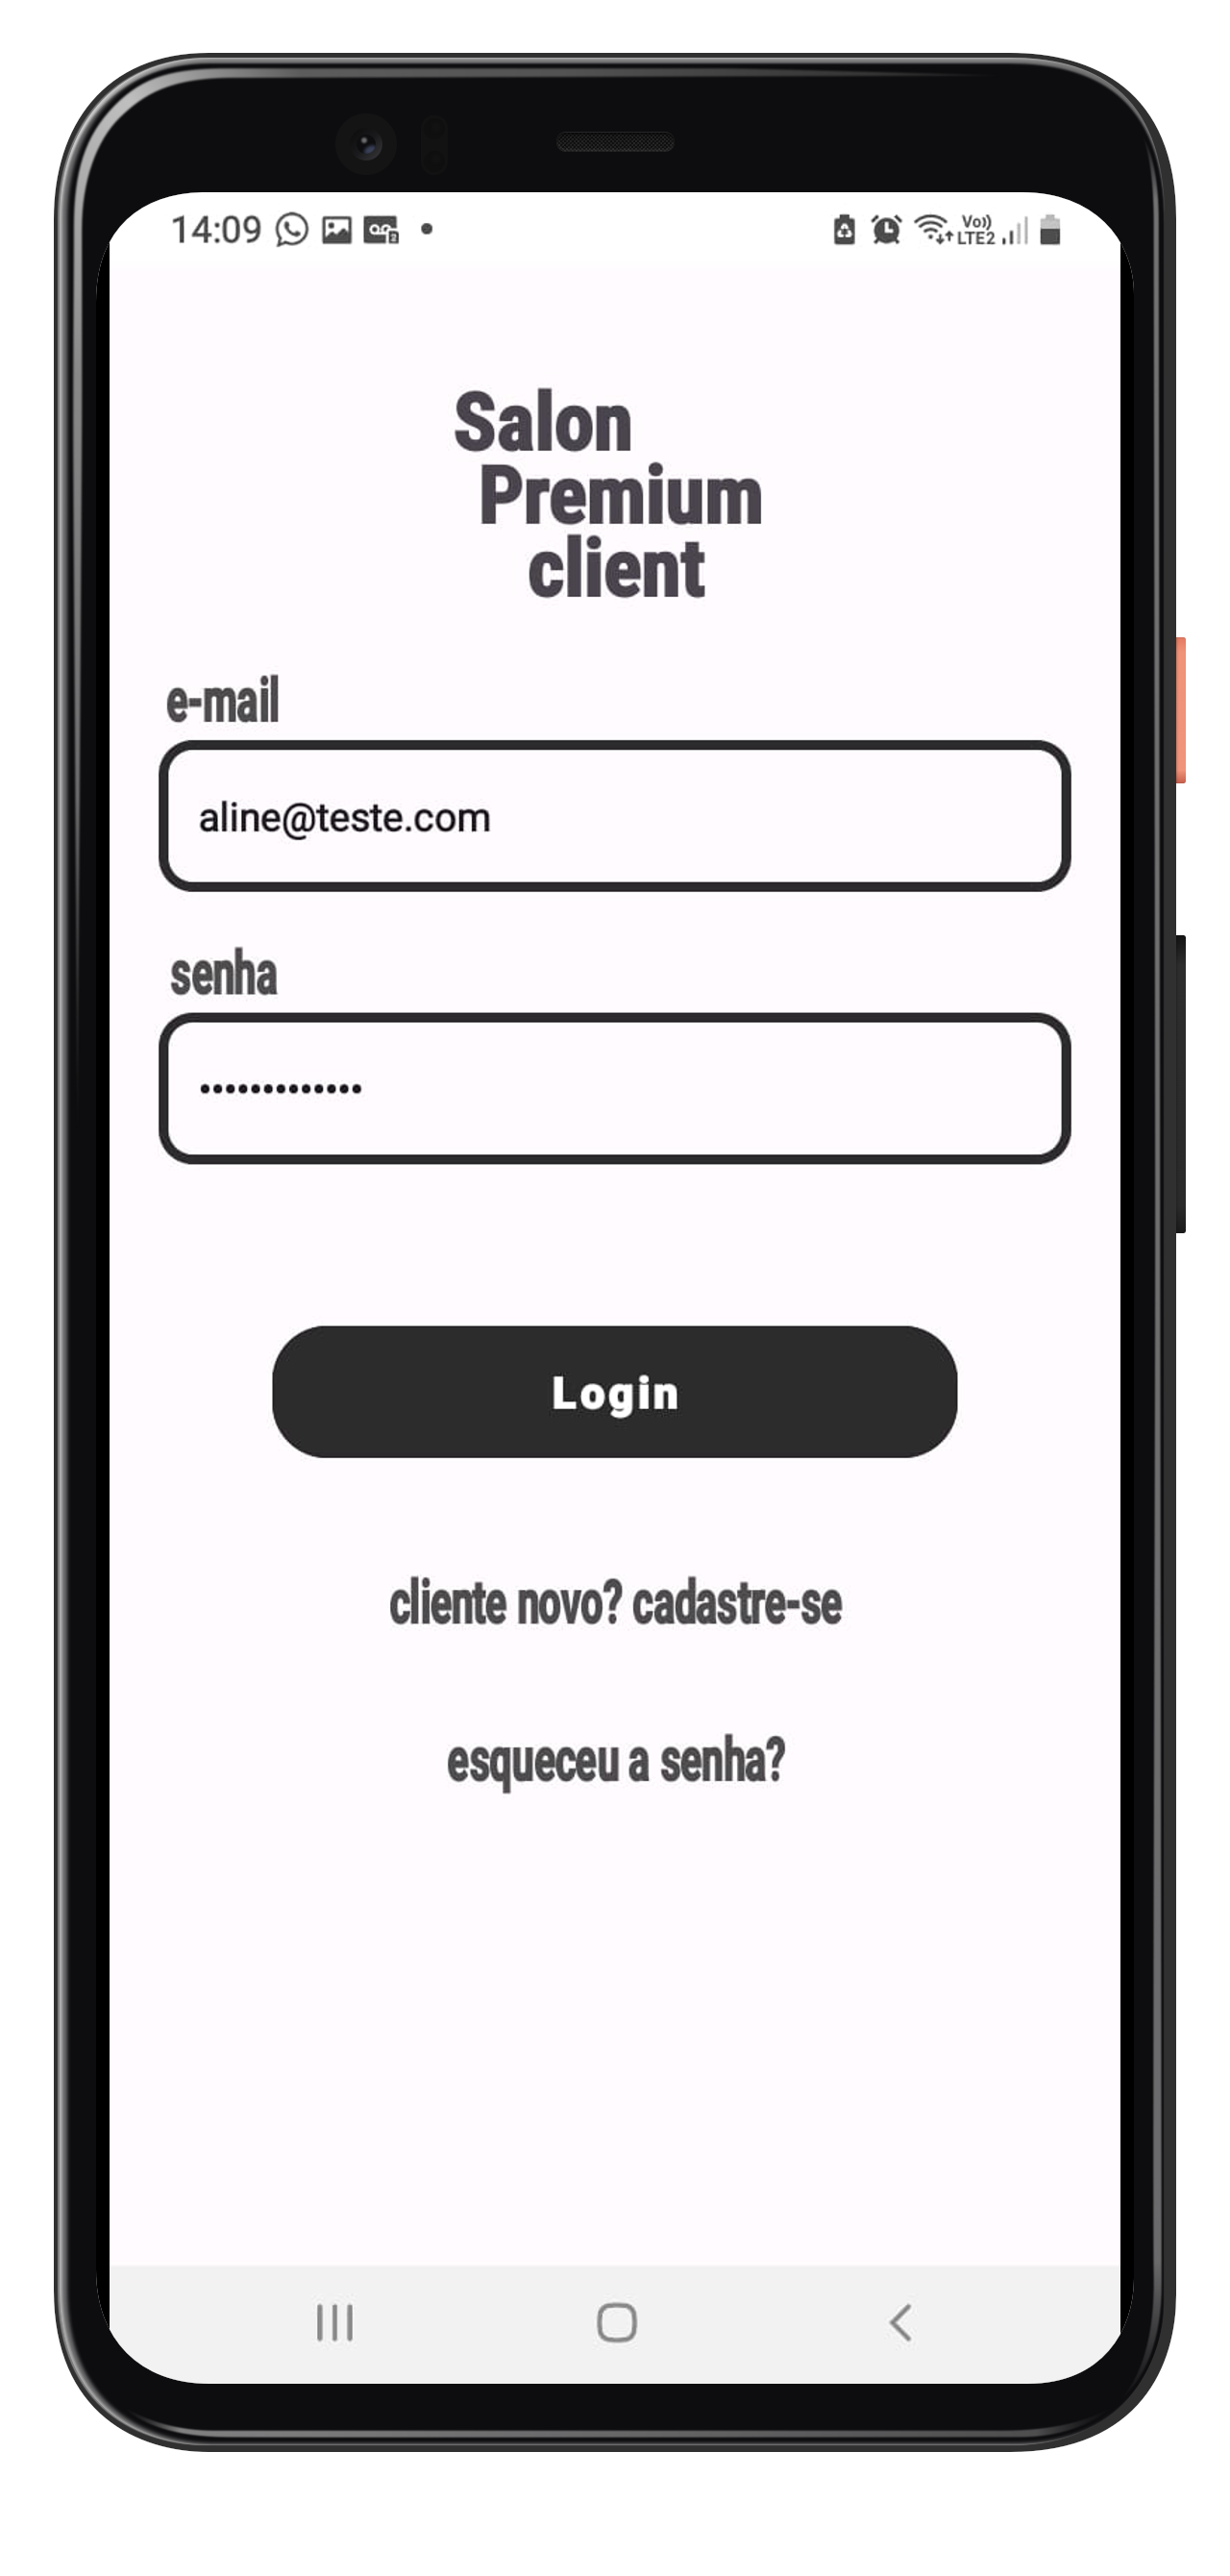 14:09 Vo)) LTE2
Salon
Premium
client
e-mail
aline@teste.com
senha
•••••••••••••
Login
cliente novo? cadastre-se
esqueceu a senha?